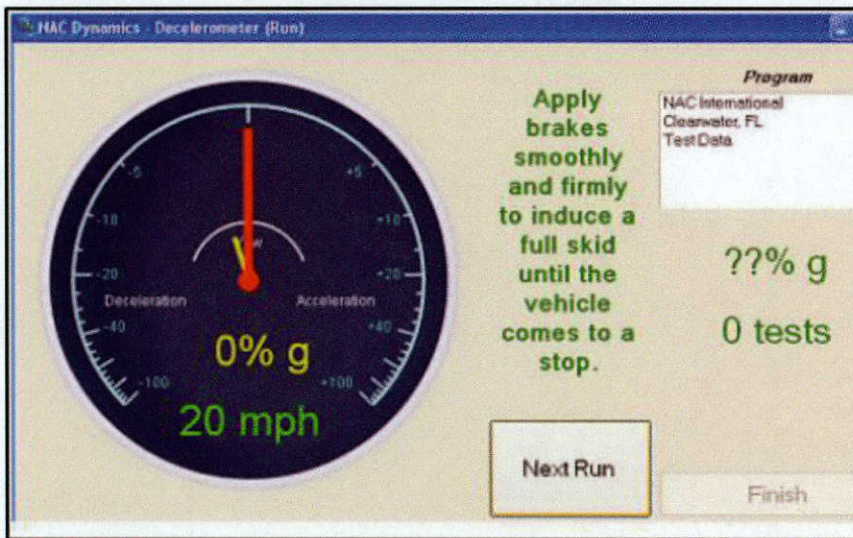 NAC Dynamics - Decelerometer (Run)
-5
+5
-10
+10
-20
+20
Deceleration
Acceleration
-40
+40
-100
+100
0% g
20 mph
Apply
brakes
smoothly
and firmly
to induce a
full skid
until the
vehicle
comes to a
stop.
Next Run
Program
NAC International
Clearwater, FL
Test Data
??% g
0 tests
Finish